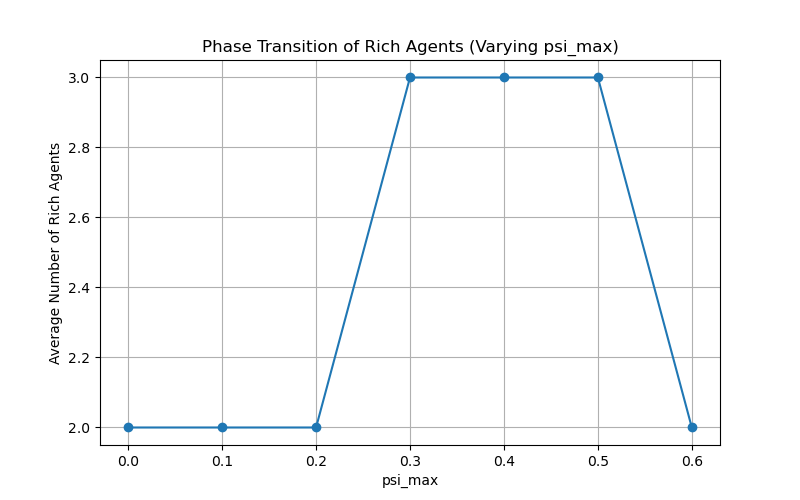 Phase Transition of Rich Agents (Varying psi_max)
Average Number of Rich Agents
3.0
2.8
2.6
2.4
2.2
2.0
0.0 0.1 0.2 0.3 0.4 0.5 0.6
psi_max